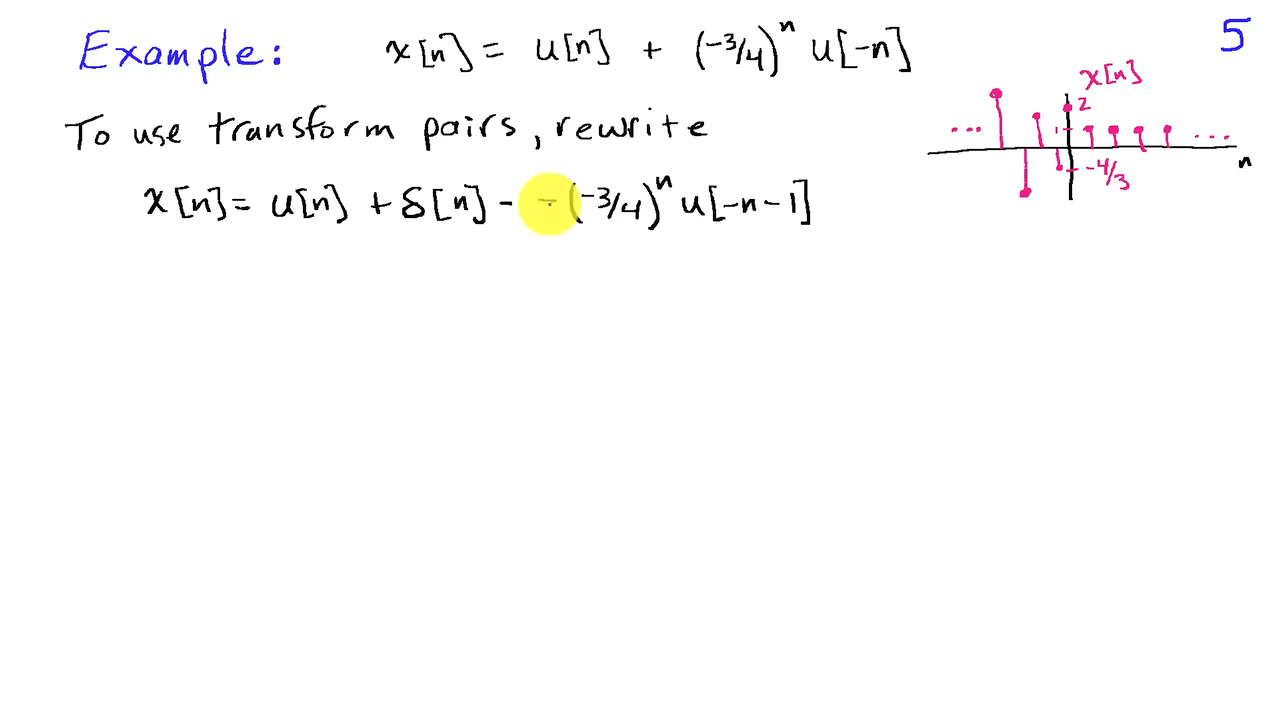 Example: x[n] = u[n] + (-3/4)^n u[-n]
5
x[n]
2
1
-4/3
... ...
n
To use transform pairs, rewrite
x[n] = u[n] + δ[n] - -(-3/4)^n u[-n-1]